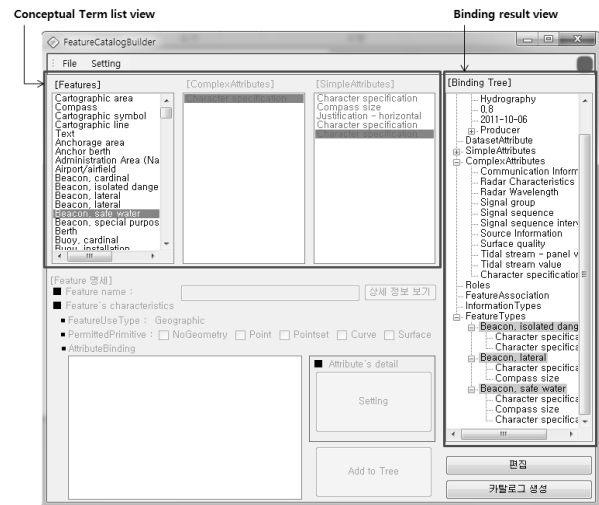 Conceptual Term list view
Binding result view
FeatureCatalogBuilder
File Setting
[Features]
Cartographic area
Compass
Cartographic symbol
Cartographic line
Text
Anchorage area
Anchor berth
Administration Area (Na
Airport/airfield
Beacon, cardinal
Beacon, isolated dange
Beacon, lateral
Beacon, lateral
Beacon, safe water
Beacon, special purpos
Berth
Buoy, cardinal
Buoy, installation
[ComplexAttributes]
Character specification
[SimpleAttributes]
Character specification
Compass size
Justification - horizontal
Character specification
Character specification
[Binding Tree]
Hydrography
0,8
2011-10-06
Producer
DatasetAttribute
SimpleAttributes
ComplexAttributes
Communication Inform
Radar Characteristics
Radar Wavelength
Signal group
Signal sequence
Signal sequence interv
Source Information
Surface quality
Tidal stream - panel v
Tidal stream value
Character specification
Roles
FeatureAssociation
InformationTypes
FeatureTypes
Beacon, isolated dang
Character specifica
Character specifica
Beacon, lateral
Character specifica
Compass size
Beacon, safe water
Character specifica
Compass size
Character specifica
[Feature 명세]
Feature name :
상세 정보 보기
Feature's characteristics
FeatureUseType : Geographic
PermittedPrimitive : NoGeometry Point Pointset Curve Surface
AttributeBinding
Attribute's detail
Setting
Add to Tree
편집
카탈로그 생성